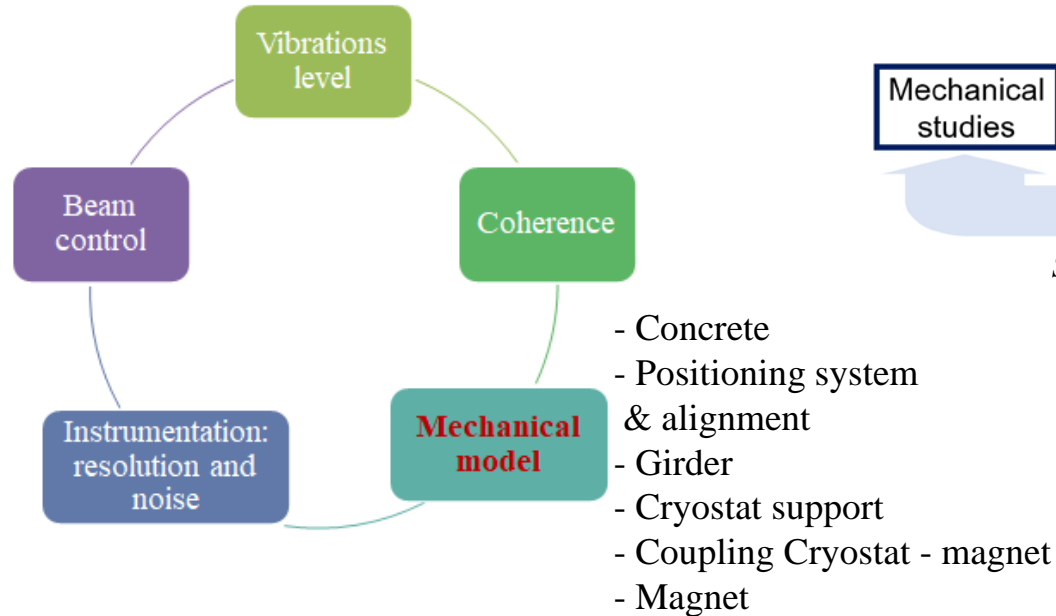 Vibrations
level
Mechanical
studies
Beam
control
Coherence
- Concrete
- Positioning system
& alignment
- Girder
- Cryostat support
- Coupling Cryostat - magnet
- Magnet
Mechanical
model
Instrumentation:
resolution and
noise